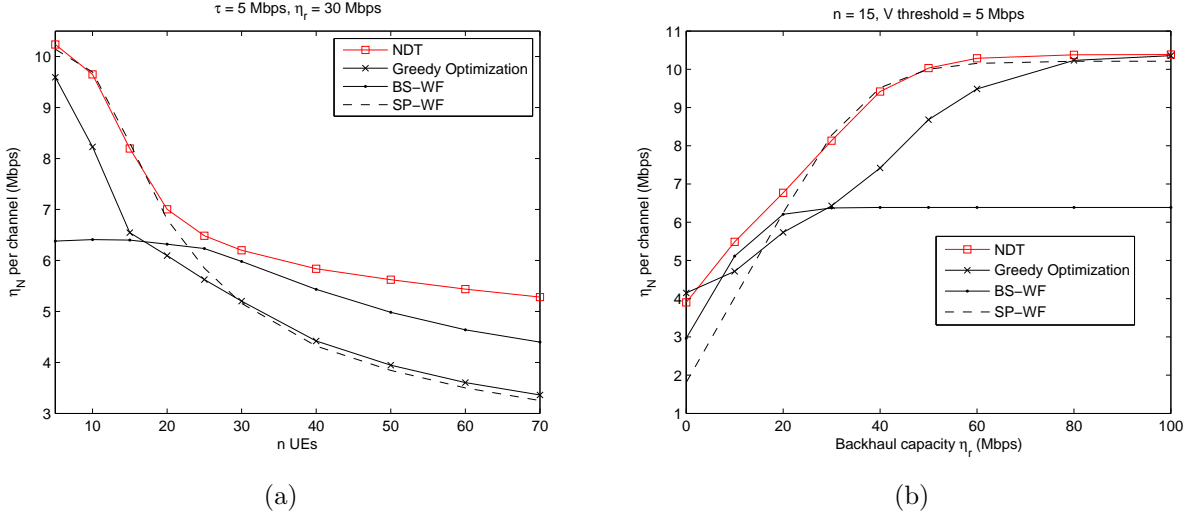 τ = 5 Mbps, η_r = 30 Mbps
NDT
Greedy Optimization
BS−WF
SP−WF
η_N per channel (Mbps)
10
9
8
7
6
5
4
3
10 20 30 40 50 60 70
n UEs
(a)
n = 15, V threshold = 5 Mbps
NDT
Greedy Optimization
BS−WF
SP−WF
η_N per channel (Mbps)
11
10
9
8
7
6
5
4
3
2
1
0 20 40 60 80 100
Backhaul capacity η_r (Mbps)
(b)